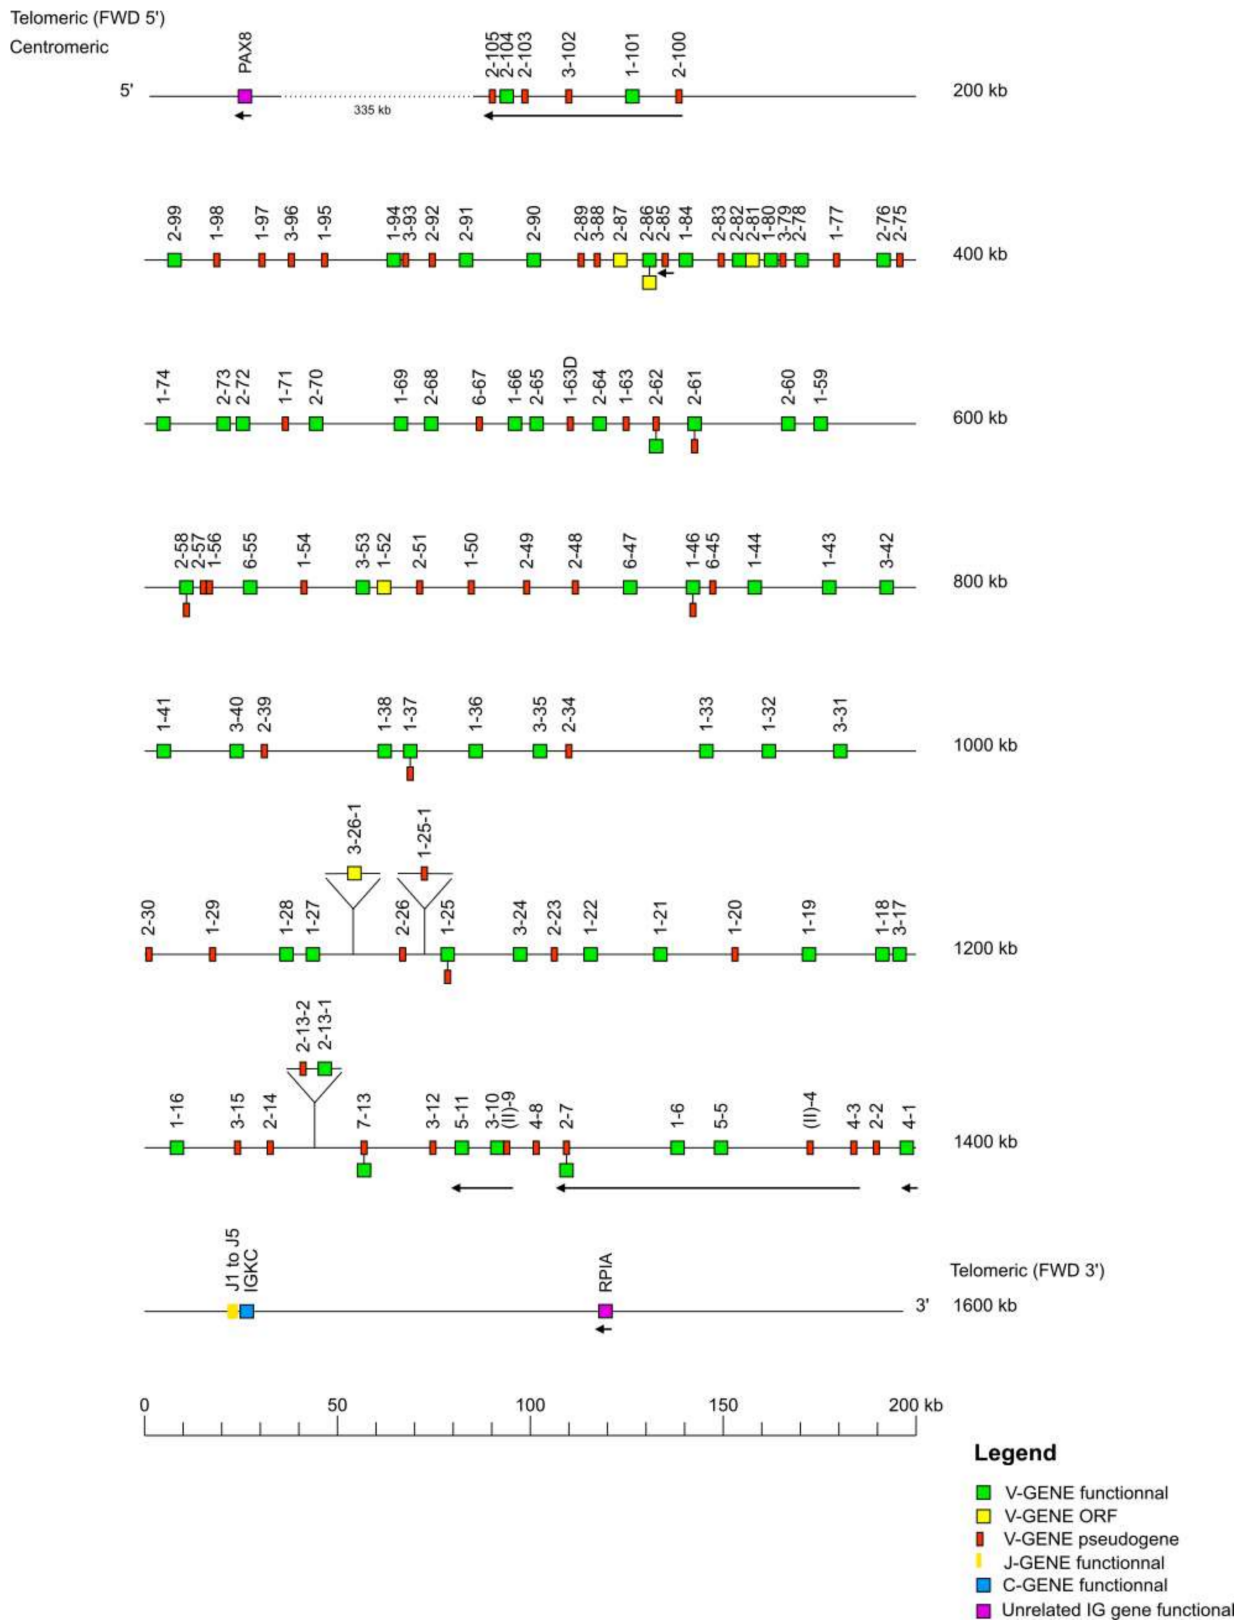 Telomeric (FWD 5')
Centromeric
PAX8 2-105 2-104 2-103 3-102 1-101 2-100
5' 335 kb 200 kb
2-99 1-98 1-97 3-96 1-95 1-94 3-93 2-92 2-91 2-90 2-89 3-88 2-87 2-86 2-85 1-84 2-83 2-82 2-81 1-80 3-79 2-78 1-77 2-76 2-75
400 kb
1-74 2-73 2-72 1-71 2-70 1-69 2-68 6-67 1-66 2-65 1-63D 2-64 1-63 2-62 2-61 2-60 1-59
600 kb
2-58 2-57 1-56 6-55 1-54 3-53 1-52 2-51 1-50 2-49 2-48 6-47 1-46 6-45 1-44 1-43 3-42
800 kb
1-41 3-40 2-39 1-38 1-37 1-36 3-35 2-34 1-33 1-32 3-31
1000 kb
3-26-1 1-25-1
2-30 1-29 1-28 1-27 2-26 1-25 3-24 2-23 1-22 1-21 1-20 1-19 1-18 3-17
1200 kb
2-13-2 2-13-1
1-16 3-15 2-14 7-13 3-12 5-11 3-10 (II)-9 4-8 2-7 1-6 5-5 (II)-4 4-3 2-2 4-1
1400 kb
J1 to J5 IGKC RPIA
Telomeric (FWD 3')
3' 1600 kb
0 50 100 150 200 kb
Legend
V-GENE functionnal
V-GENE ORF
V-GENE pseudogene
J-GENE functionnal
C-GENE functionnal
Unrelated IG gene functional